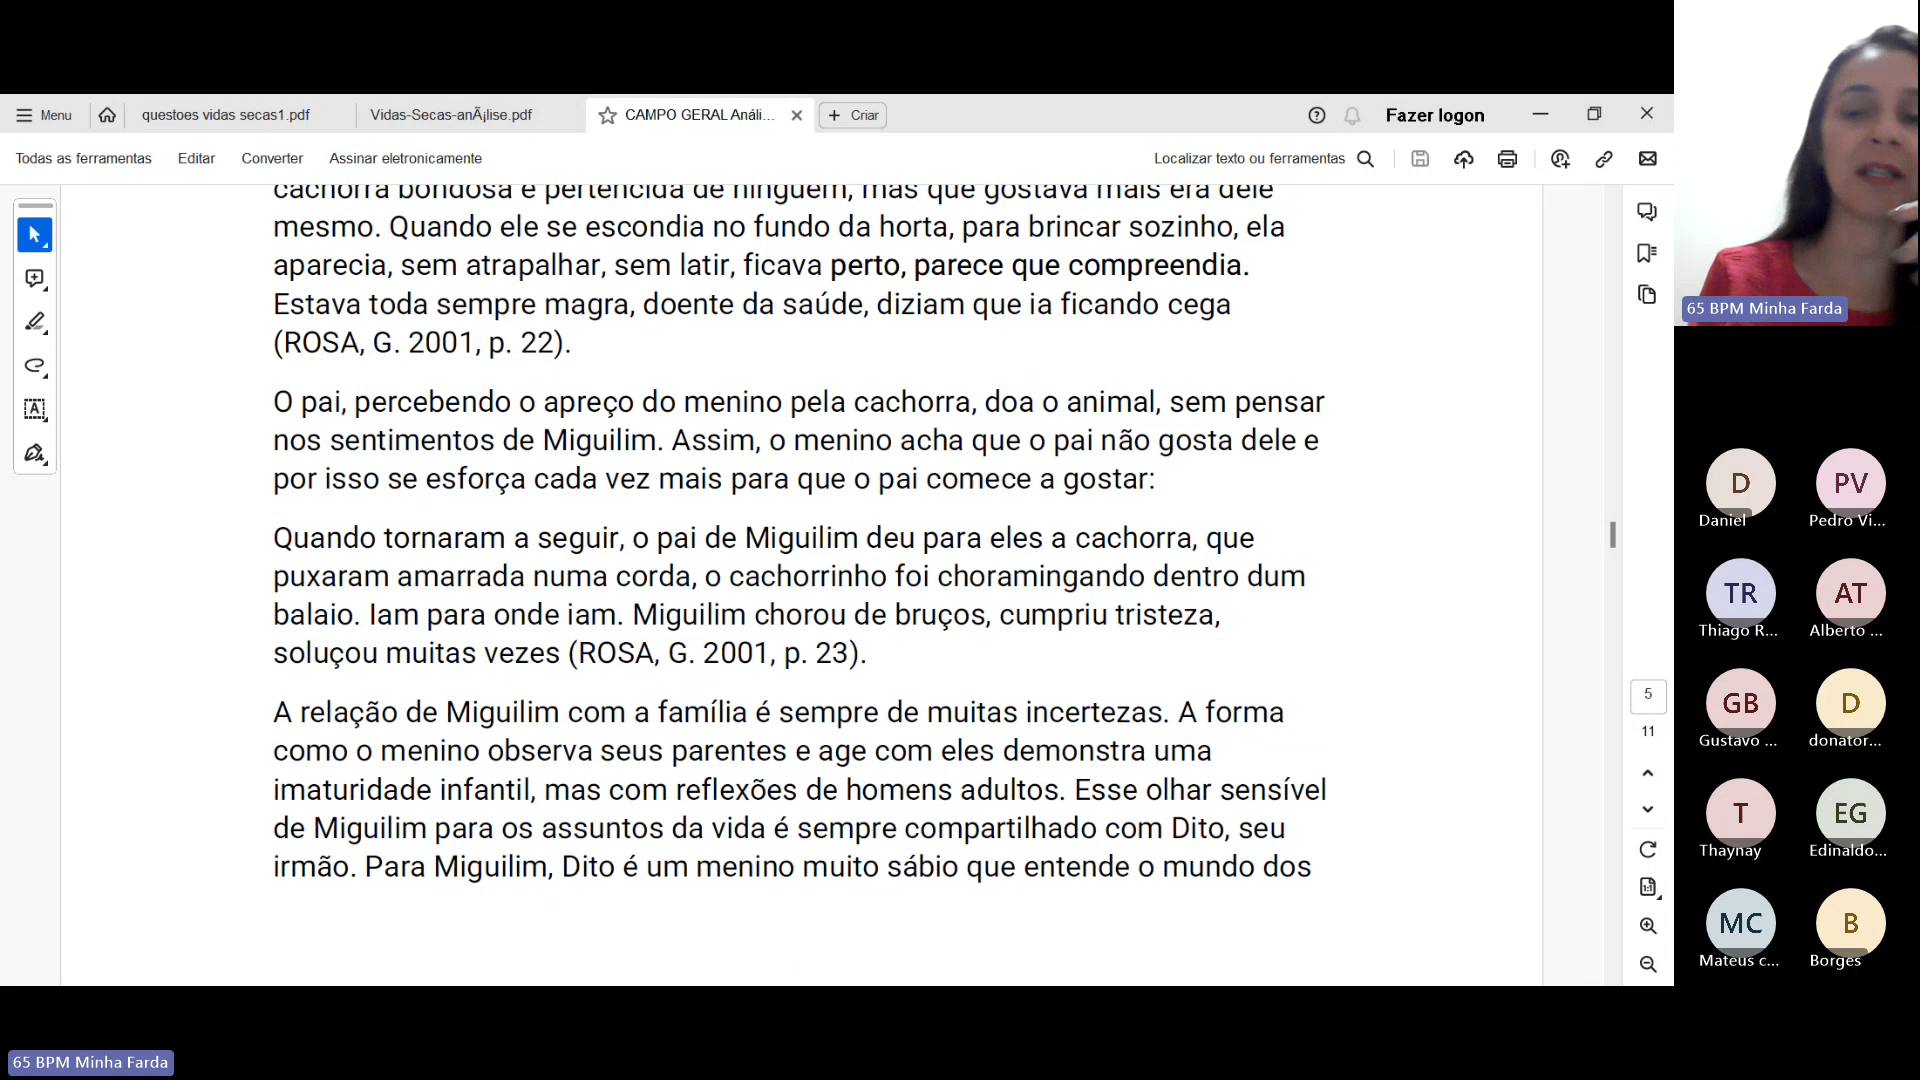 Menu
questoes vidas secas1.pdf
Vidas-Secas-anÃ¡lise.pdf
CAMPO GERAL Análi...
Criar
Fazer logon
Todas as ferramentas
Editar
Converter
Assinar eletronicamente
Localizar texto ou ferramentas
cachorra bondosa e pertencida de ninguém, mas que gostava mais era dele
mesmo. Quando ele se escondia no fundo da horta, para brincar sozinho, ela
aparecia, sem atrapalhar, sem latir, ficava perto, parece que compreendia.
Estava toda sempre magra, doente da saúde, diziam que ia ficando cega
(ROSA, G. 2001, p. 22).
O pai, percebendo o apreço do menino pela cachorra, doa o animal, sem pensar
nos sentimentos de Miguilim. Assim, o menino acha que o pai não gosta dele e
por isso se esforça cada vez mais para que o pai comece a gostar:
Quando tornaram a seguir, o pai de Miguilim deu para eles a cachorra, que
puxaram amarrada numa corda, o cachorrinho foi choramingando dentro dum
balaio. Iam para onde iam. Miguilim chorou de bruços, cumpriu tristeza,
soluçou muitas vezes (ROSA, G. 2001, p. 23).
A relação de Miguilim com a família é sempre de muitas incertezas. A forma
como o menino observa seus parentes e age com eles demonstra uma
imaturidade infantil, mas com reflexões de homens adultos. Esse olhar sensível
de Miguilim para os assuntos da vida é sempre compartilhado com Dito, seu
irmão. Para Miguilim, Dito é um menino muito sábio que entende o mundo dos
5
11
65 BPM Minha Farda
D
Daniel
PV
Pedro Vi...
TR
Thiago R...
AT
Alberto ...
GB
Gustavo ...
D
donator...
T
Thaynay
EG
Edinaldo...
MC
Mateus c...
B
Borges
65 BPM Minha Farda